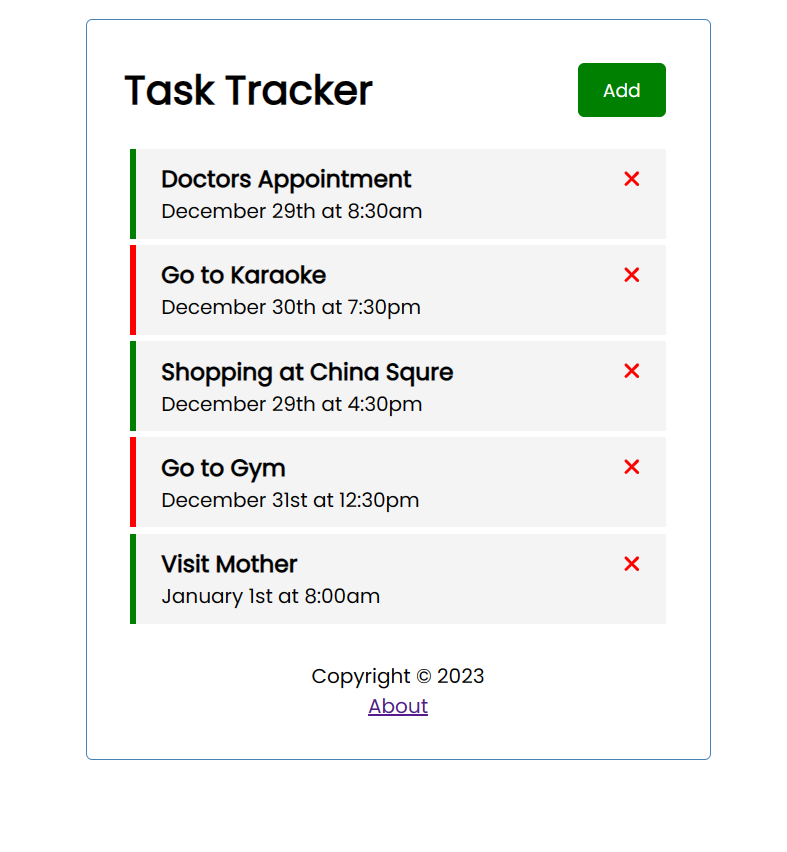 Task Tracker
Add
Doctors Appointment
December 29th at 8:30am
Go to Karaoke
December 30th at 7:30pm
Shopping at China Squre
December 29th at 4:30pm
Go to Gym
December 31st at 12:30pm
Visit Mother
January 1st at 8:00am
Copyright © 2023
About